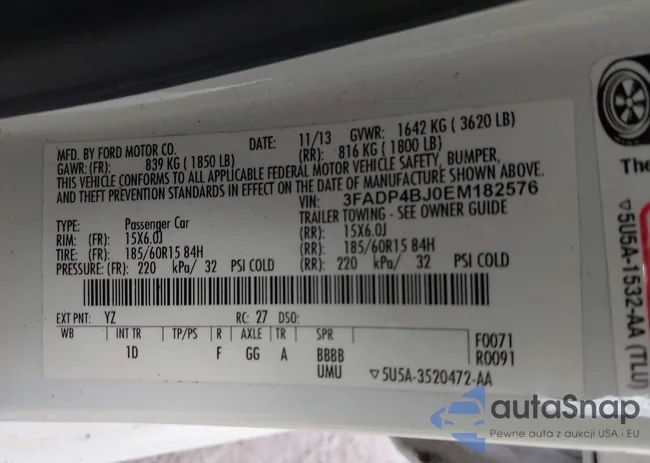 MFD. BY FORD MOTOR CO.
DATE: 11/13 GVWR: 1642 KG ( 3620 LB)
GAWR: (FR): 839 KG ( 1850 LB) (RR): 816 KG ( 1800 LB)
THIS VEHICLE CONFORMS TO ALL APPLICABLE FEDERAL MOTOR VEHICLE SAFETY, BUMPER,
AND THEFT PREVENTION STANDARDS IN EFFECT ON THE DATE OF MANUFACTURE SHOWN ABOVE.
VIN: 3FADP4BJ0EM182576
TYPE: Passenger Car TRAILER TOWING - SEE OWNER GUIDE
RIM: (FR): 15X6.0J (RR): 15X6.0J
TIRE: (FR): 185/60R15 84H (RR): 185/60R15 84H
PRESSURE: (FR): 220 kPa/ 32 PSI COLD (RR): 220 kPa/ 32 PSI COLD
EXT PNT: YZ RC: 27 DSO:
WB INT TR TP/PS R AXLE TR SPR F0071
1D F GG A BBBB R0091
UMU ▽5U5A-3520472-AA
The
▽5U5A-1532-AA (TLU)
autaSnap
Pewne auta z aukcji USA i EU